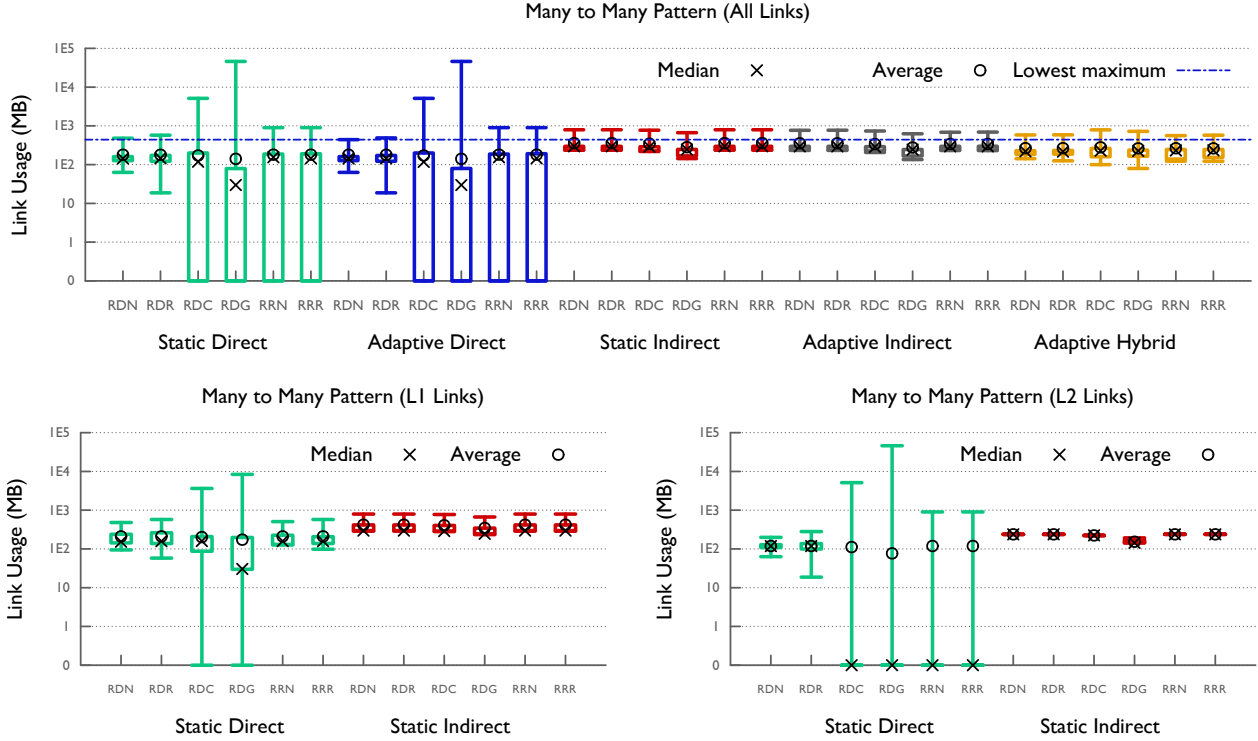 Many to Many Pattern (All Links)
Link Usage (MB)
1E5
1E4
1E3
1E2
10
1
0
Median
Average
Lowest maximum
RDN RDR RDC RDG RRN RRR RDN RDR RDC RDG RRN RRR RDN RDR RDC RDG RRN RRR RDN RDR RDC RDG RRN RRR RDN RDR RDC RDG RRN RRR
Static Direct Adaptive Direct Static Indirect Adaptive Indirect Adaptive Hybrid
Many to Many Pattern (L1 Links)
Link Usage (MB)
1E5
1E4
1E3
1E2
10
1
0
Median Average
RDN RDR RDC RDG RRN RRR RDN RDR RDC RDG RRN RRR
Static Direct Static Indirect
Many to Many Pattern (L2 Links)
Link Usage (MB)
1E5
1E4
1E3
1E2
10
1
0
Median Average
RDN RDR RDC RDG RRN RRR RDN RDR RDC RDG RRN RRR
Static Direct Static Indirect